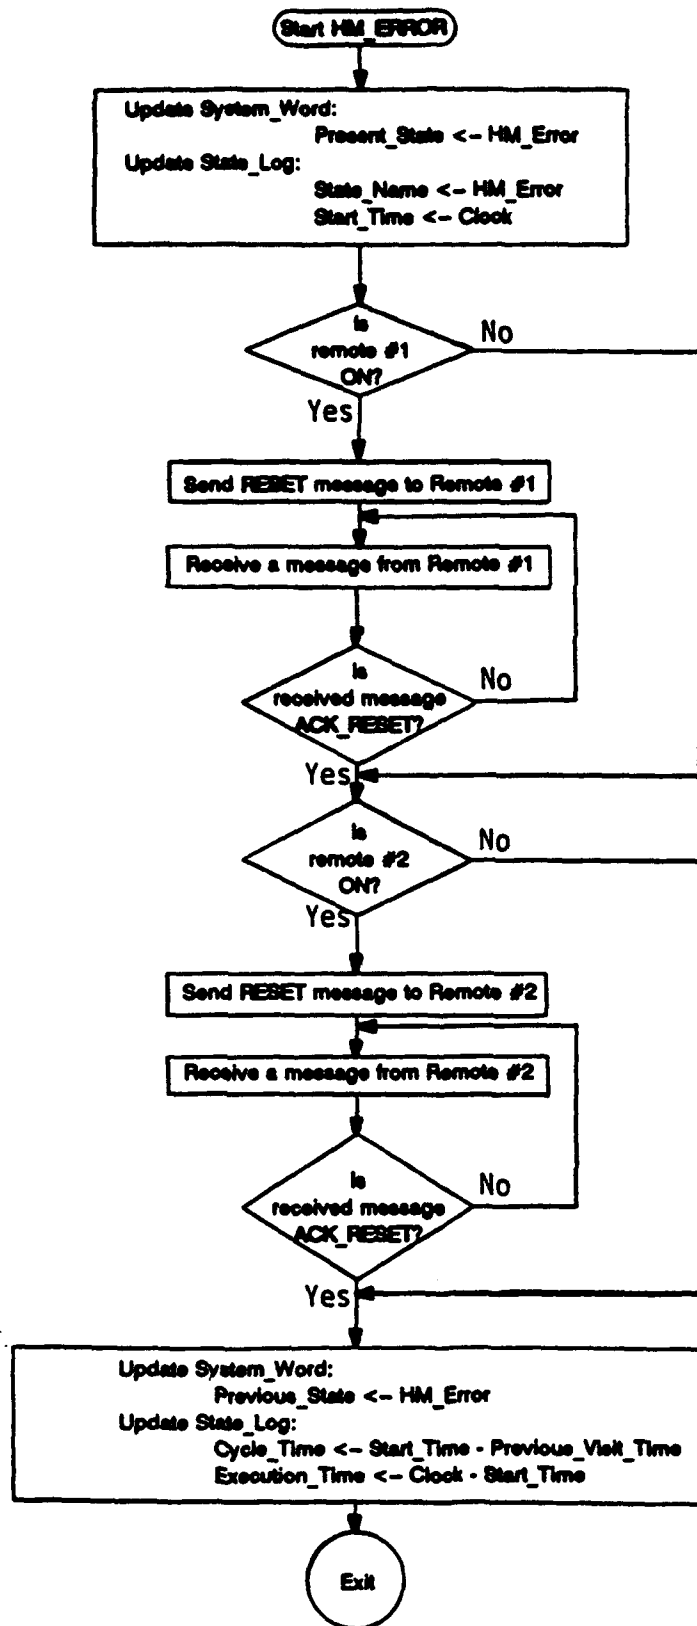 Start HM_ERROR
Update System_Word:
Present_State <- HM_Error
Update State_Log:
State_Name <- HM_Error
Start_Time <- Clock
Is
remote #1
ON?
No
Yes
Send RESET message to Remote #1
Receive a message from Remote #1
Is
received message
ACK_RESET?
No
Yes
Is
remote #2
ON?
No
Yes
Send RESET message to Remote #2
Receive a message from Remote #2
Is
received message
ACK_RESET?
No
Yes
Update System_Word:
Previous_State <- HM_Error
Update State_Log:
Cycle_Time <- Start_Time - Previous_Visit_Time
Execution_Time <- Clock - Start_Time
Exit